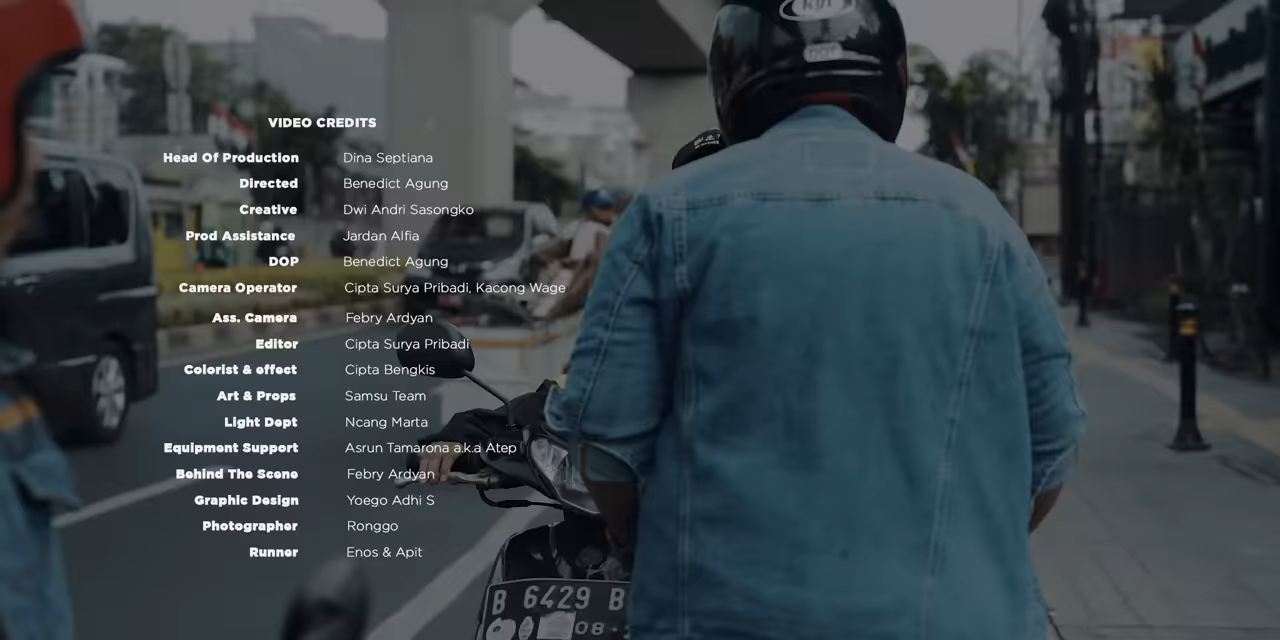 VIDEO CREDITS
Head Of Production Dina Septiana
Directed Benedict Agung
Creative Dwi Andri Sasongko
Prod Assistance Jardan Alfia
DOP Benedict Agung
Camera Operator Cipta Surya Pribadi, Kacong Wage
Ass. Camera Febry Ardyan
Editor Cipta Surya Pribadi
Colorist & effect Cipta Bengkis
Art & Props Samsu Team
Light Dept Ncang Marta
Equipment Support Asrun Tamarona a.k.a Atep
Behind The Scene Febry Ardyan
Graphic Design Yoego Adhi S
Photographer Ronggo
Runner Enos & Apit
B 6429 B
08